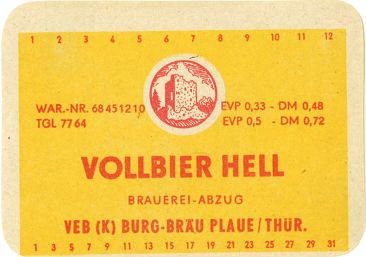 1 2 3 4 5 6 7 8 9 10 11 12
WAR.-NR. 68451210
TGL 7764
EVP 0,33 - DM 0,48
EVP 0,5 - DM 0,72
VOLLBIER HELL
BRAUEREI-ABZUG
VEB (K) BURG-BRÄU PLAUE/THÜR.
1 3 5 7 9 11 13 15 17 19 21 23 25 27 29 31